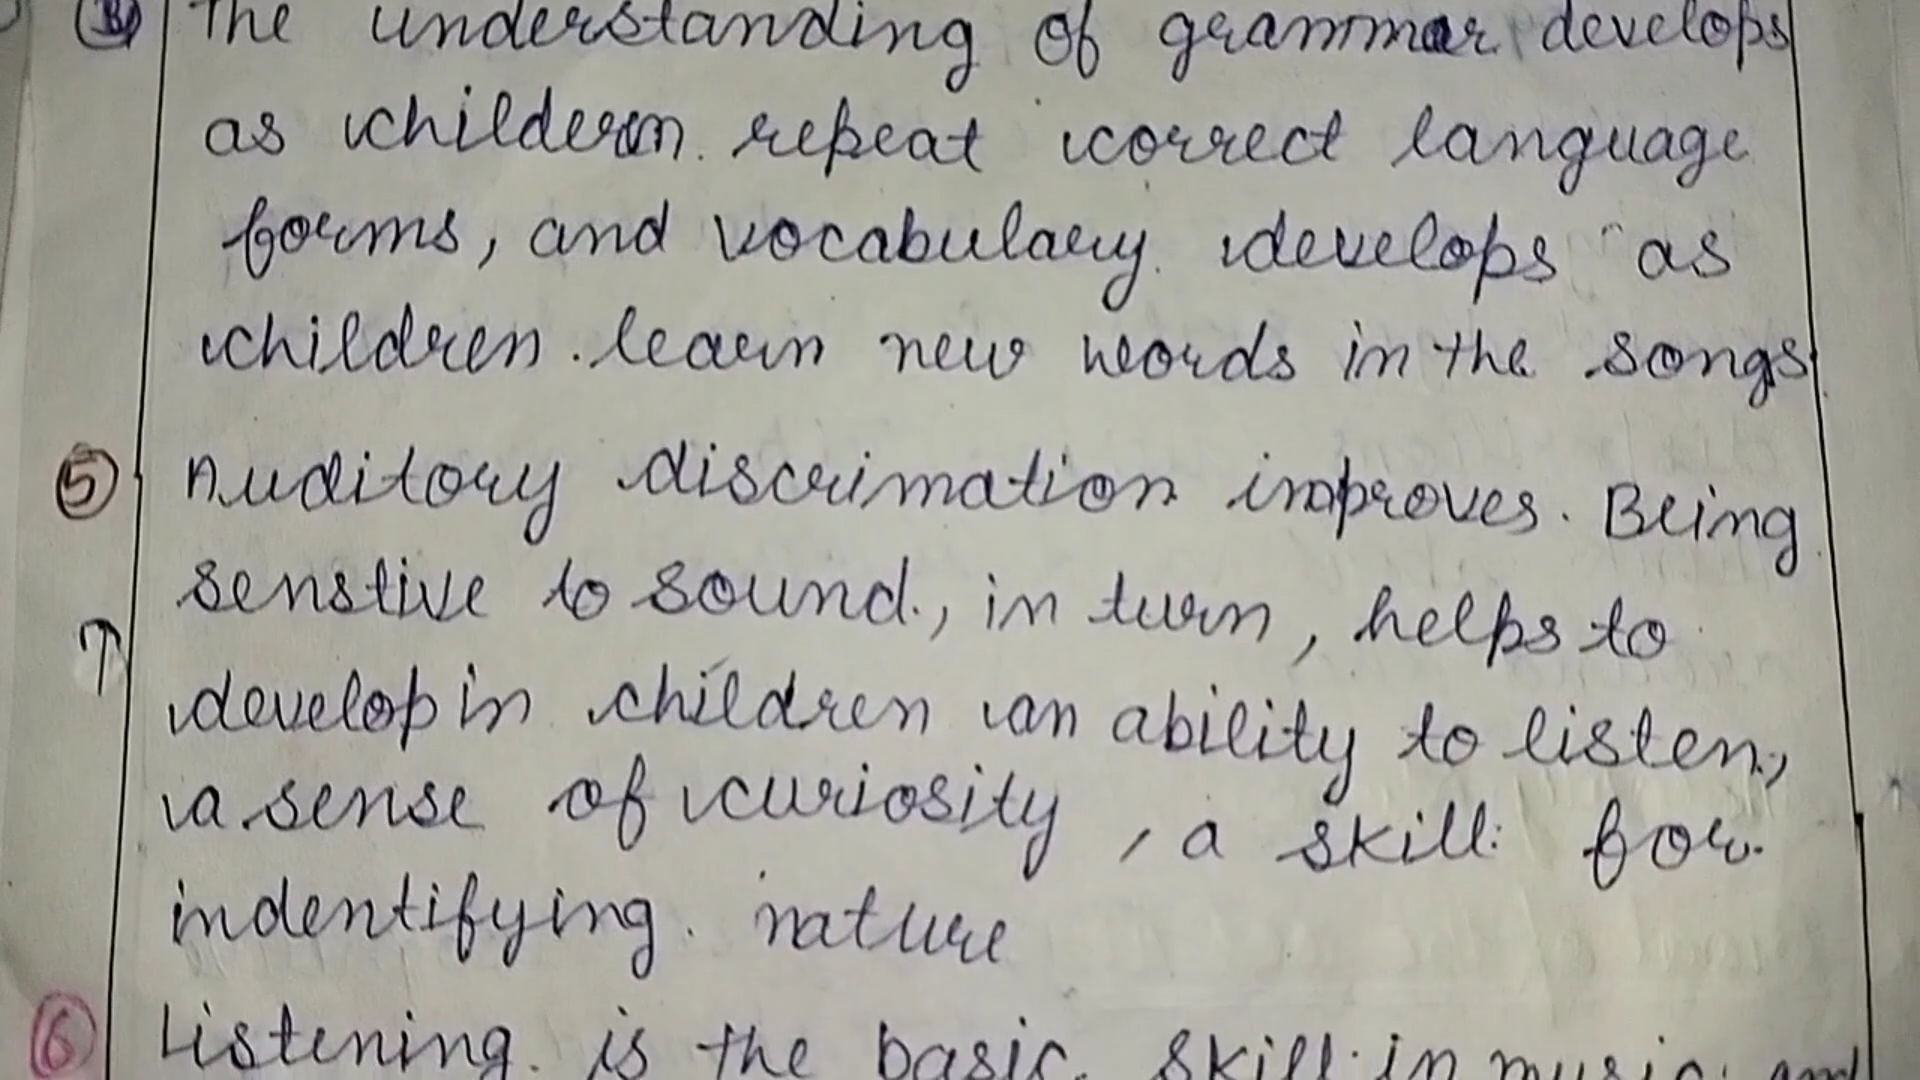 The understanding of grammar develops
as childeren repeat correct language
forms, and vocabulary develops as
children learn new words in the songs
5 Auditory discrimation improves. Being
senstive to sound, in turn, helps to
develop in children an ability to listen,
a sense of curiosity, a skill for
indentifying nature
6 Listening is the basic skill in music and